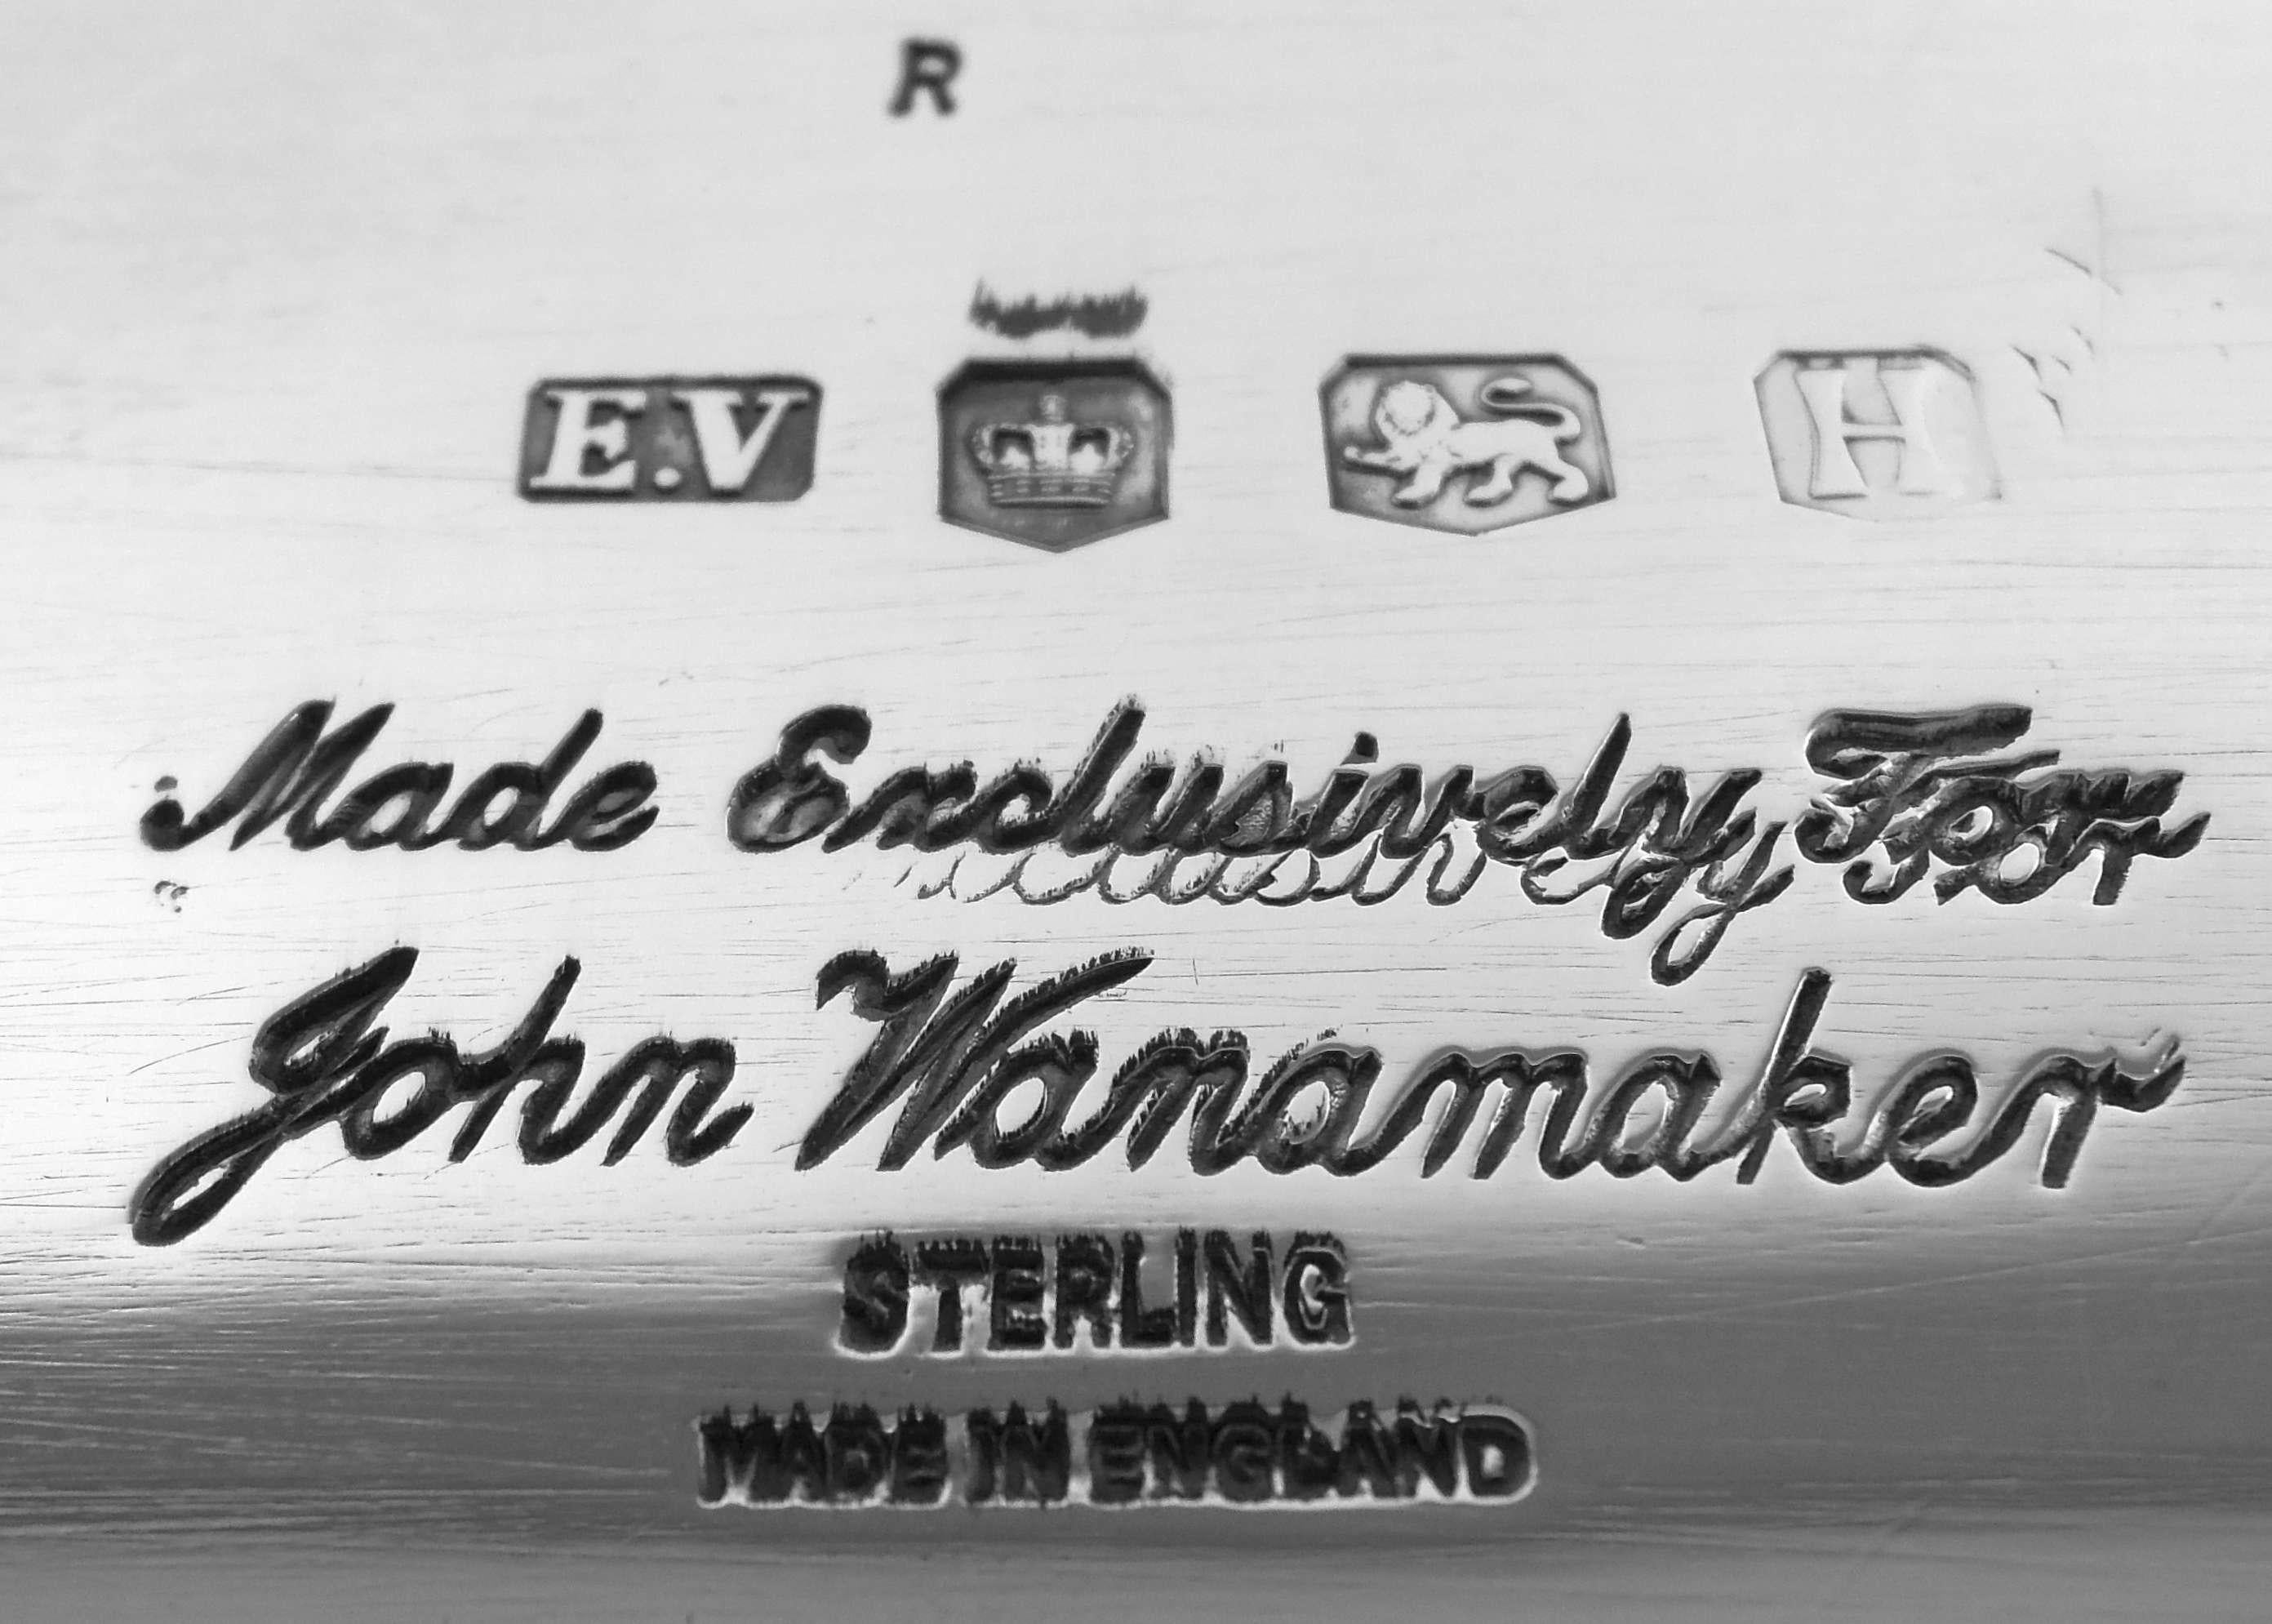 R
E.V H
Made Exclusively For
John Wanamaker
STERLING
MADE IN ENGLAND